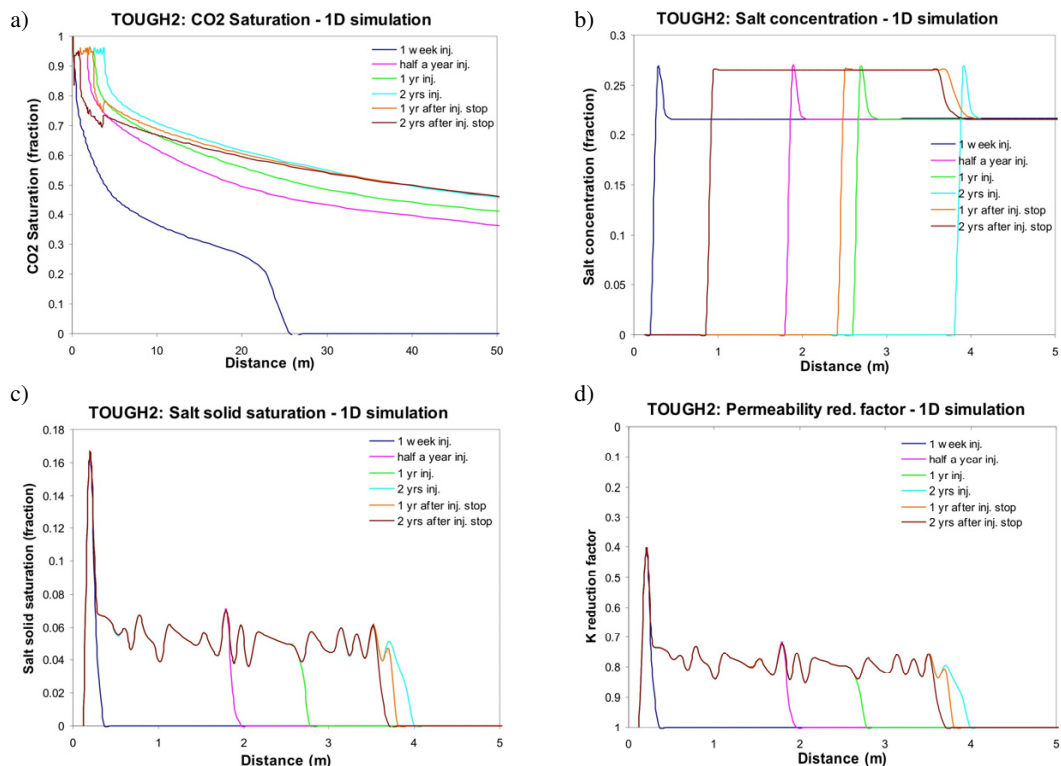 a)
TOUGH2: CO2 Saturation - 1D simulation
CO2 Saturation (fraction)
1
0.9
0.8
0.7
0.6
0.5
0.4
0.3
0.2
0.1
0
0
10
20
30
40
50
Distance (m)
1 week inj.
half a year inj.
1 yr inj.
2 yrs inj.
1 yr after inj. stop
2 yrs after inj. stop
b)
TOUGH2: Salt concentration - 1D simulation
Salt concentration (fraction)
0.3
0.25
0.2
0.15
0.1
0.05
0
0
1
2
3
4
5
Distance (m)
1 week inj.
half a year inj.
1 yr inj.
2 yrs inj.
1 yr after inj. stop
2 yrs after inj. stop
c)
TOUGH2: Salt solid saturation - 1D simulation
Salt solid saturation (fraction)
0.18
0.16
0.14
0.12
0.1
0.08
0.06
0.04
0.02
0
0
1
2
3
4
5
Distance (m)
1 week inj.
half a year inj.
1 yr inj.
2 yrs inj.
1 yr after inj. stop
2 yrs after inj. stop
d)
TOUGH2: Permeability red. factor - 1D simulation
K reduction factor
0
0.1
0.2
0.3
0.4
0.5
0.6
0.7
0.8
0.9
1
0
1
2
3
4
5
Distance (m)
1 week inj.
half a year inj.
1 yr inj.
2 yrs inj.
1 yr after inj. stop
2 yrs after inj. stop